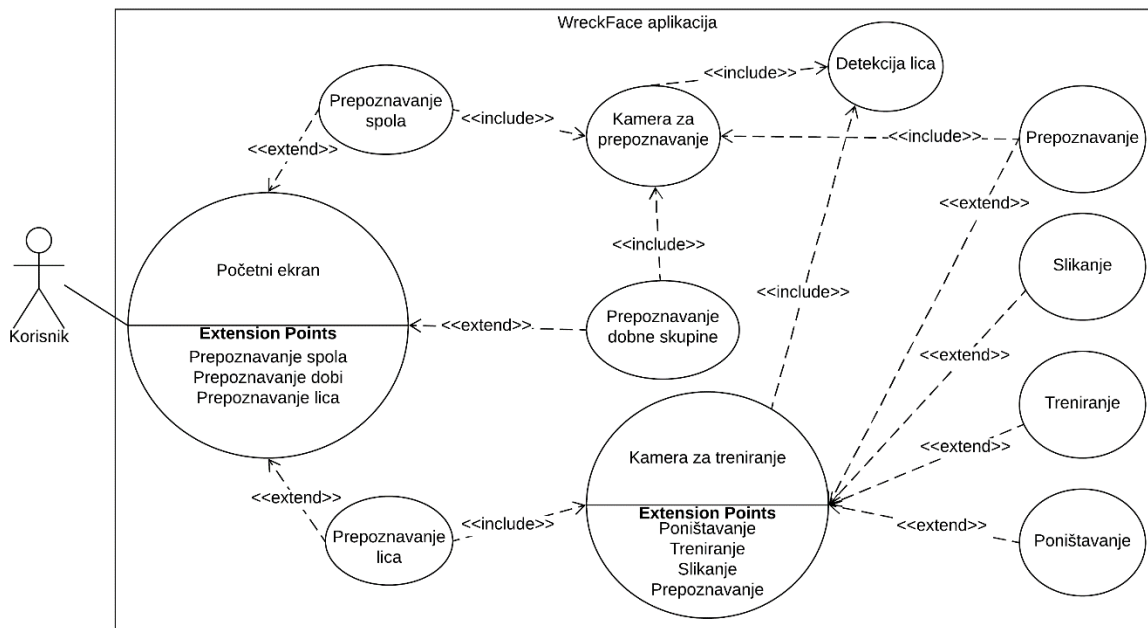 WreckFace aplikacija
Detekcija lica
<<include>>
Prepoznavanje
spola
<<include>>
Kamera za
prepoznavanje
<<include>>
Prepoznavanje
<<extend>>
<<extend>>
<<include>>
Slikanje
Početni ekran
<<include>>
Korisnik
Extension Points
Prepoznavanje spola
Prepoznavanje dobi
Prepoznavanje lica
<<extend>>
Prepoznavanje
dobne skupine
<<extend>>
Treniranje
<<extend>>
Kamera za treniranje
Extension Points
Poništavanje
Treniranje
Slikanje
Prepoznavanje
<<extend>>
Prepoznavanje
lica
<<include>>
<<extend>>
Poništavanje